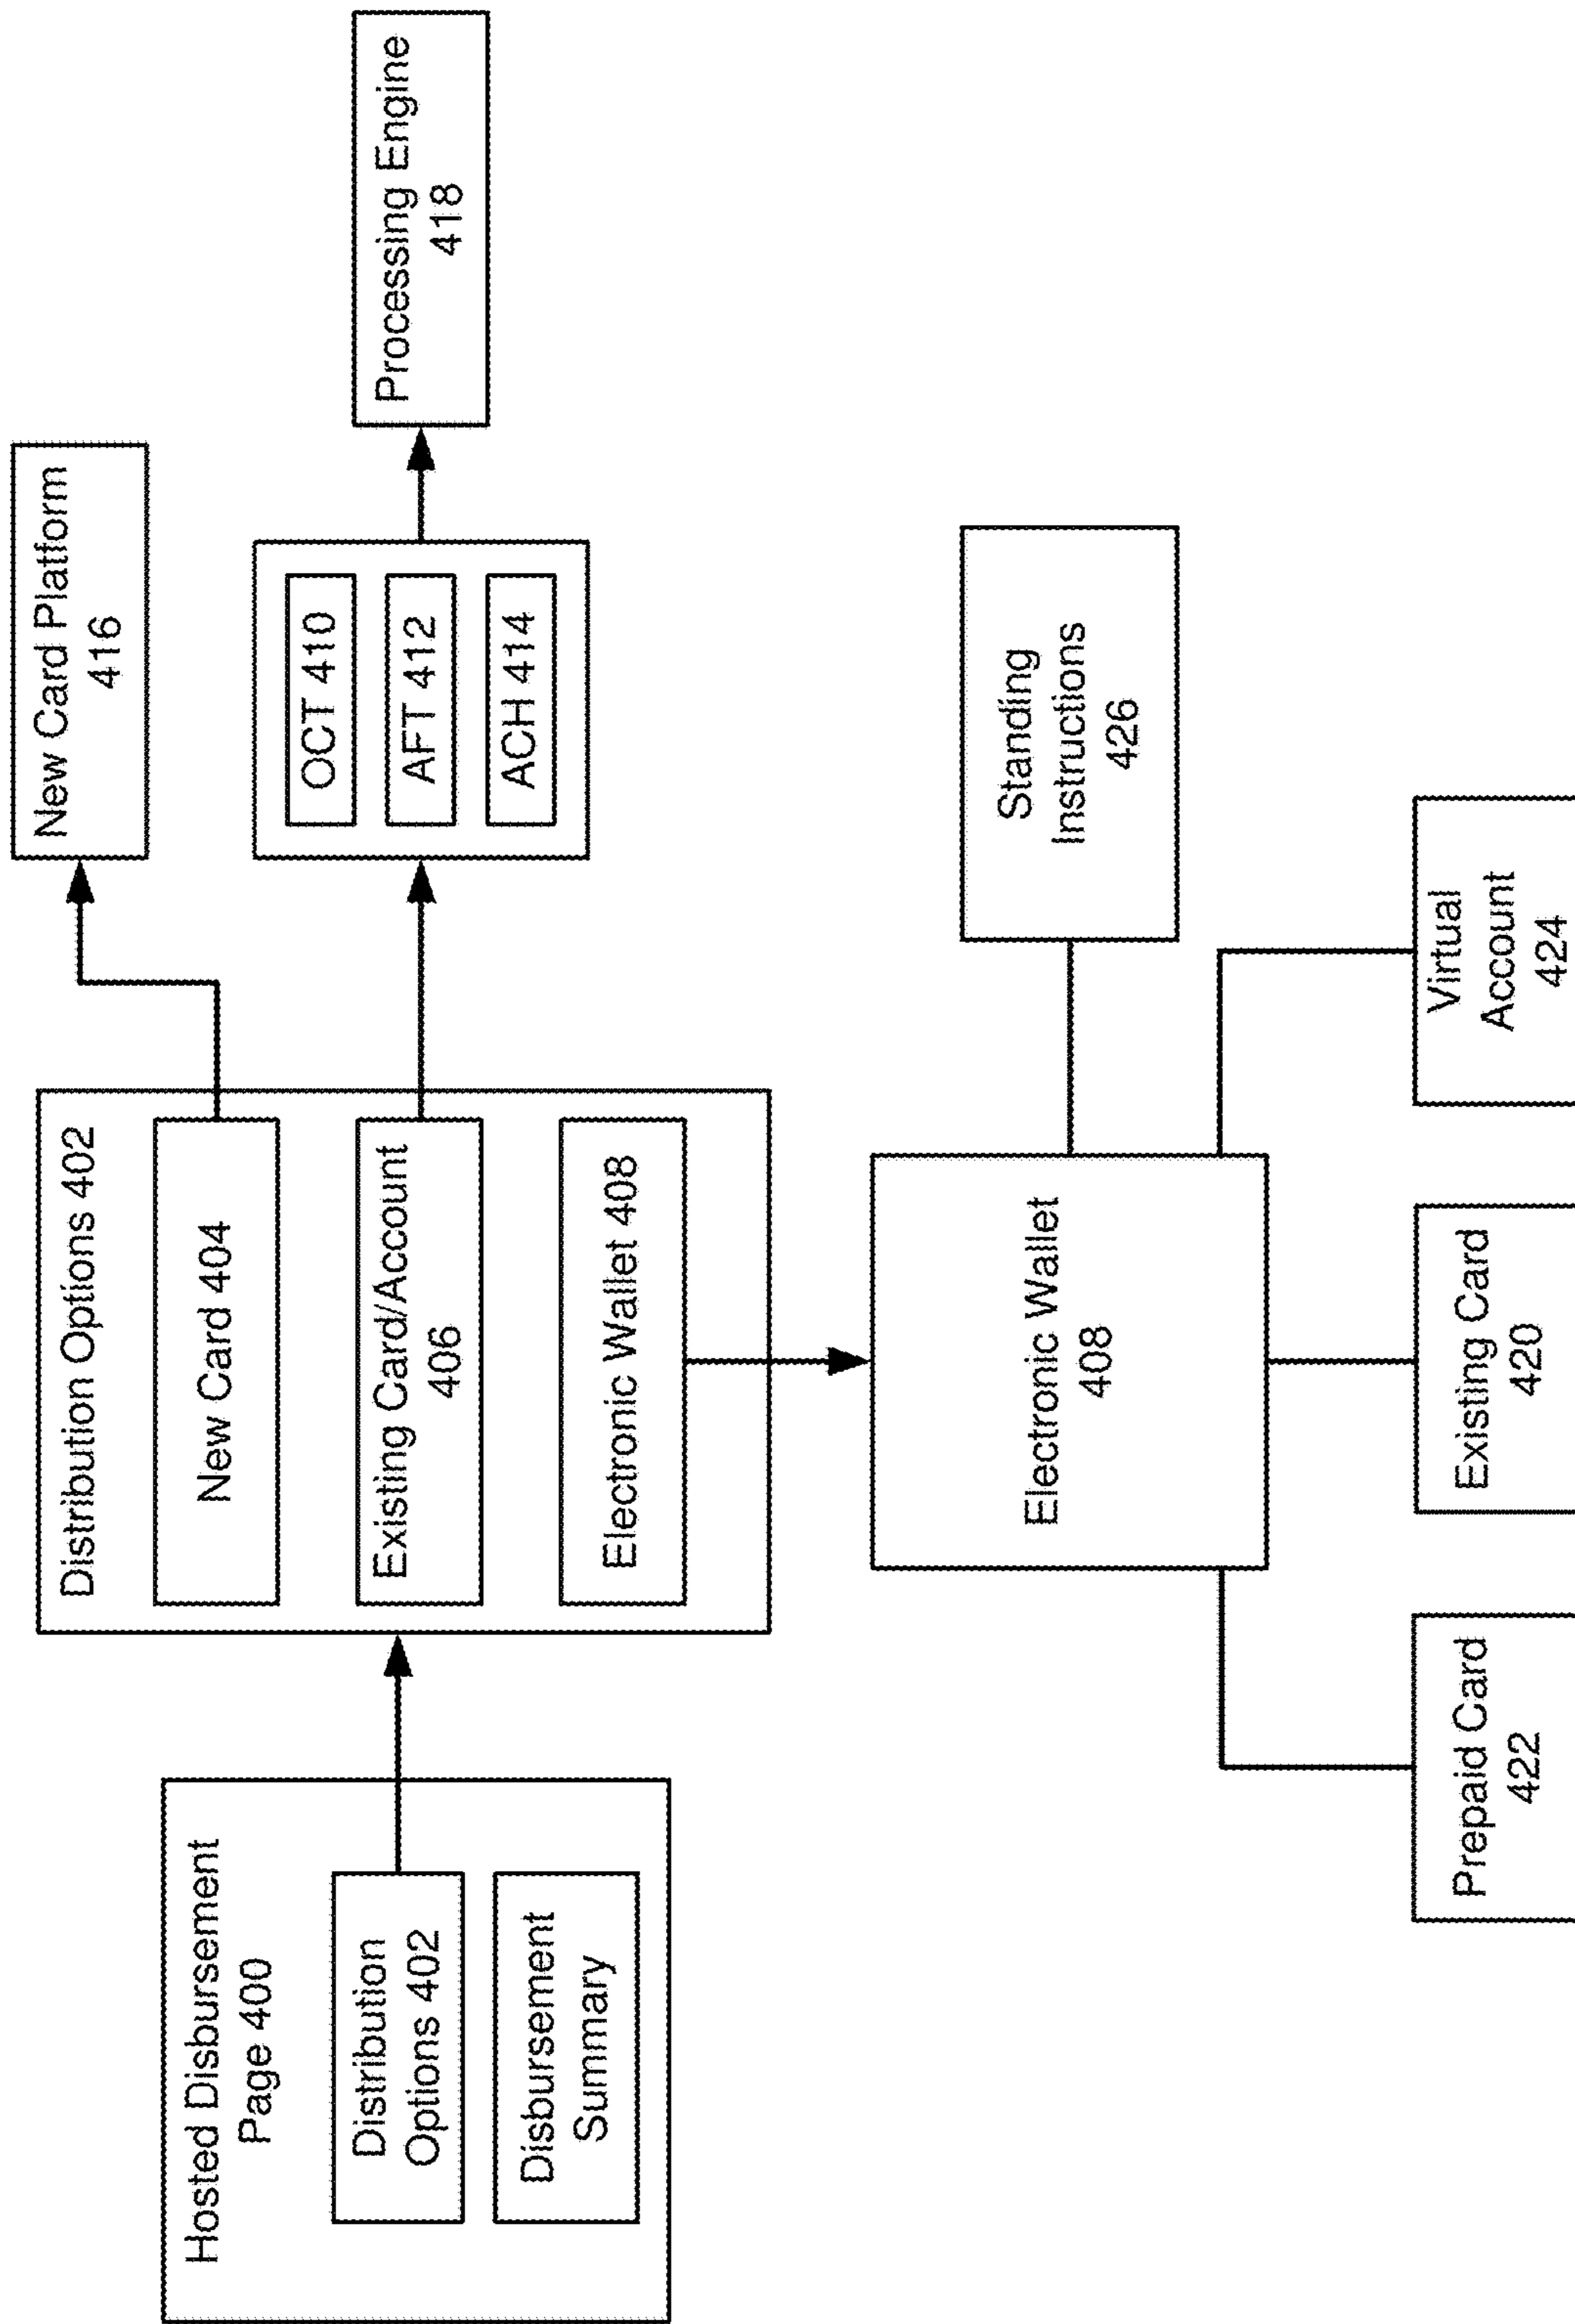 Hosted Disbursement
Page 400
Distribution
Options 402
Disbursement
Summary
Distribution Options 402
New Card 404
Existing Card/Account
406
Electronic Wallet 408
New Card Platform
416
OCT 410
AFT 412
ACH 414
Processing Engine
418
Electronic Wallet
408
Standing
Instructions
426
Prepaid Card
422
Existing Card
420
Virtual
Account
424